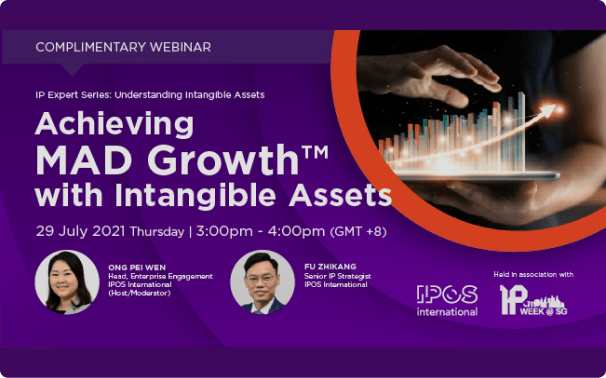 COMPLIMENTARY WEBINAR
IP Expert Series: Understanding Intangible Assets
Achieving
MAD Growth™
with Intangible Assets
29 July 2021 Thursday | 3:00pm - 4:00pm (GMT +8)
ONG PEI WEN
Head, Enterprise Engagement
IPOS International
(Host/Moderator)
FU ZHIKANG
Senior IP Strategist
IPOS International
IPOS
international
Held in association with
IP
WEEK @ SG